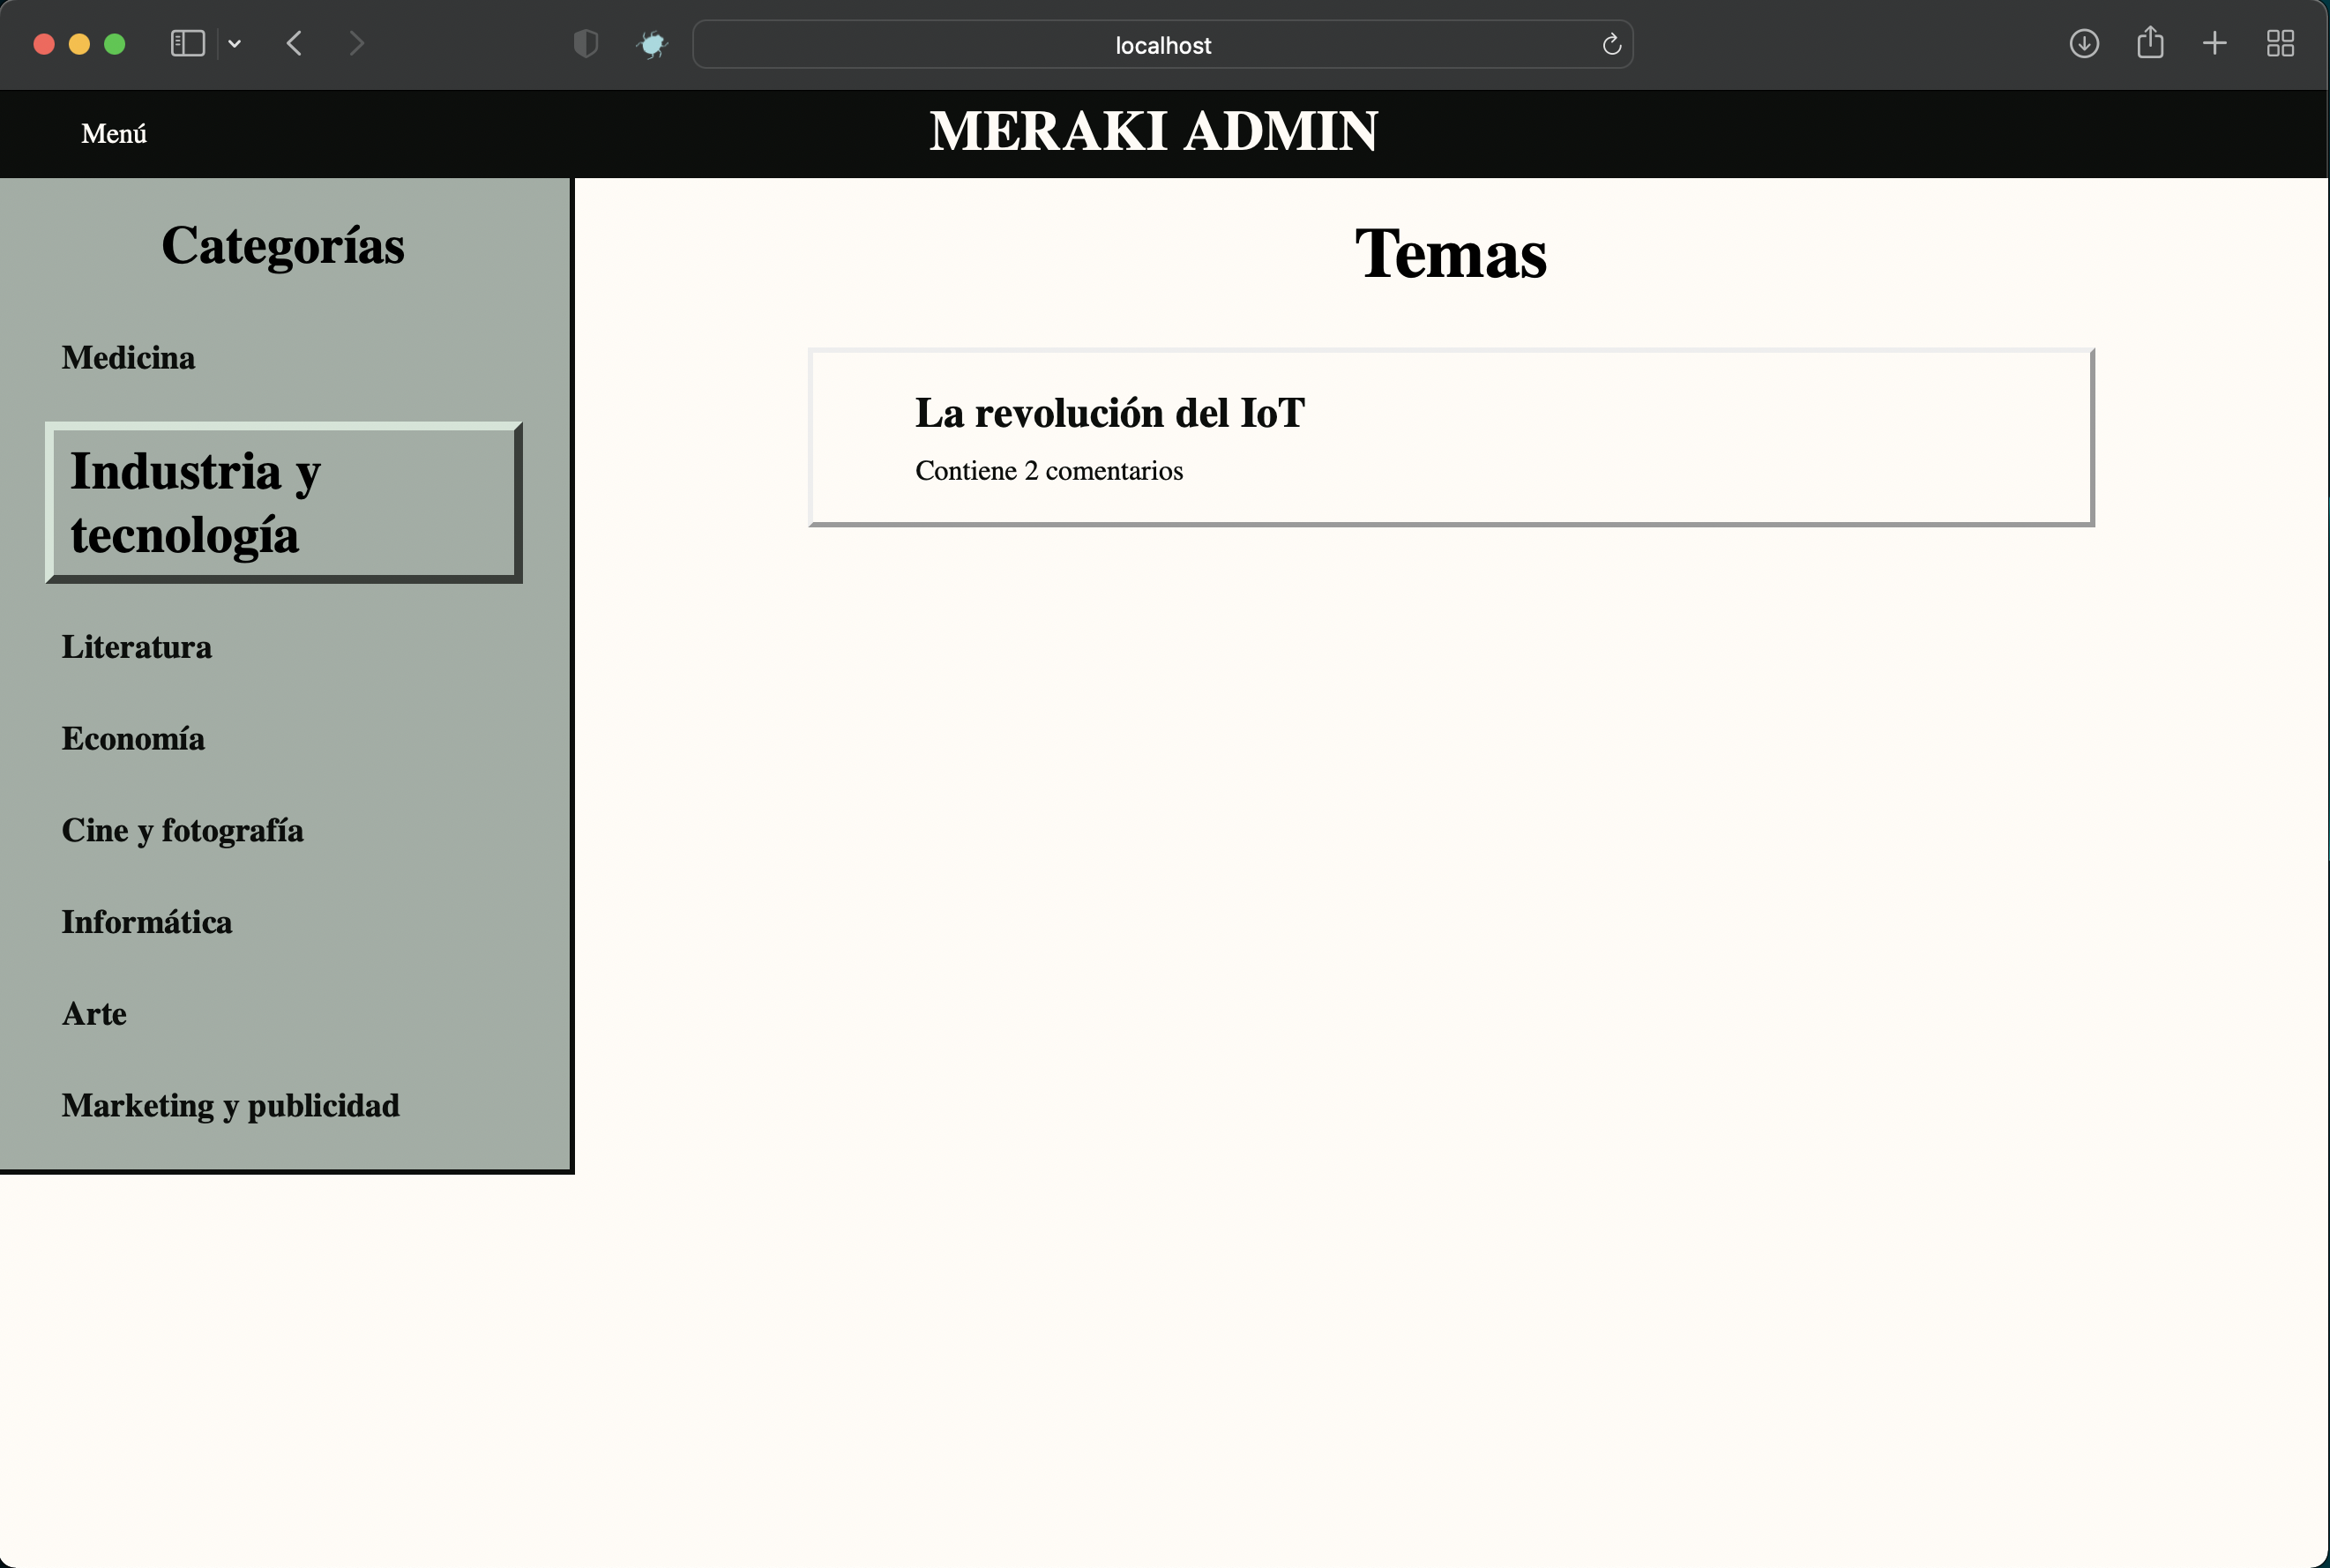 localhost
Menú
MERAKI ADMIN
Categorías
Medicina
Industria y
tecnología
Literatura
Economía
Cine y fotografía
Informática
Arte
Marketing y publicidad
Temas
La revolución del IoT
Contiene 2 comentarios